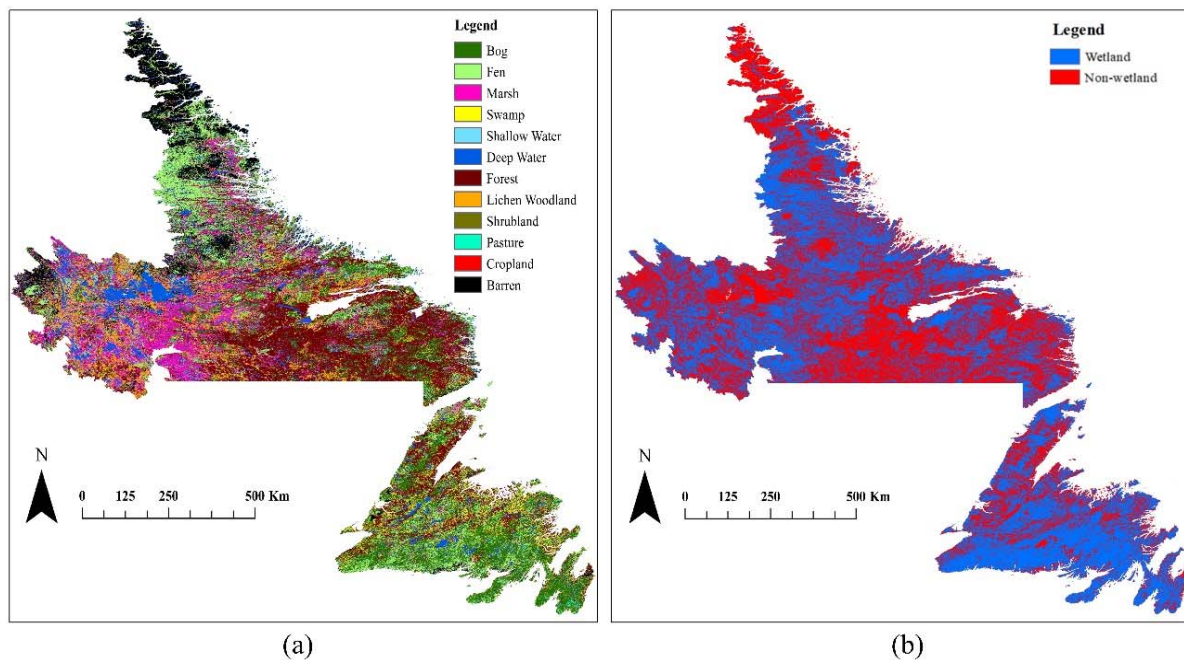 Legend
Bog
Fen
Marsh
Swamp
Shallow Water
Deep Water
Forest
Lichen Woodland
Shrubland
Pasture
Cropland
Barren
N
0 125 250 500 Km
(a)
Legend
Wetland
Non-wetland
N
0 125 250 500 Km
(b)